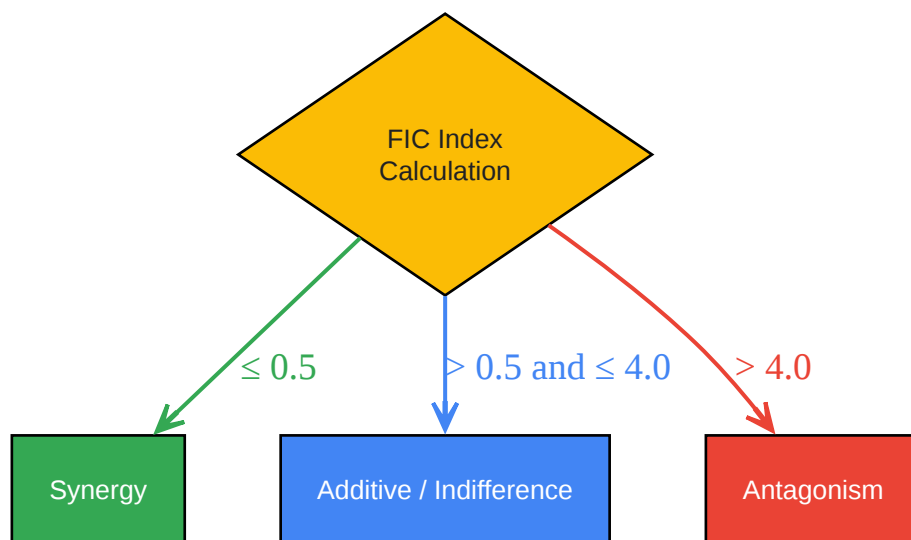 FIC Index
Calculation
≤ 0.5
> 0.5 and ≤ 4.0
> 4.0
Synergy
Additive / Indifference
Antagonism